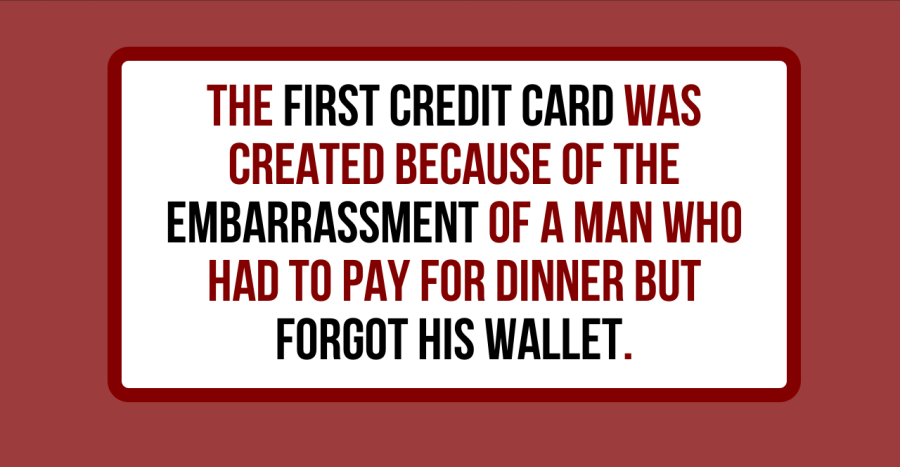 THE FIRST CREDIT CARD WAS
CREATED BECAUSE OF THE
EMBARRASSMENT OF A MAN WHO
HAD TO PAY FOR DINNER BUT
FORGOT HIS WALLET.